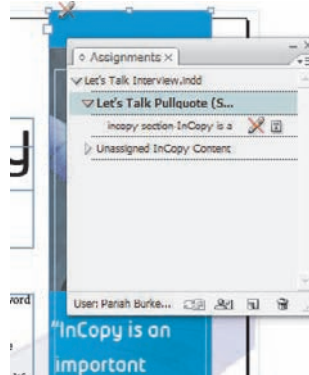 Assignments ×
Let's Talk Interview.indd
Let's Talk Pullquote (S...
incopy section-InCopy is a
Unassigned InCopy Content
User: Pariah Burke...
y
word
"InCopy is an
important